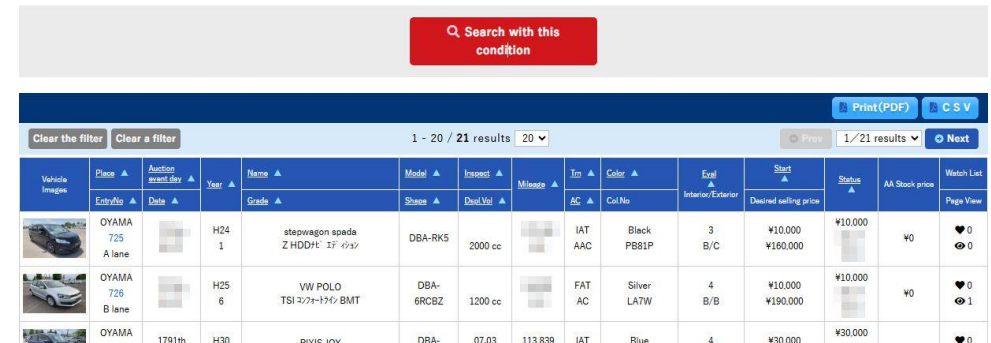 Search with this
condition
Print(PDF) C S V
Clear the filter Clear a filter 1 - 20 / 21 results 20 Prev 1／21 results Next
Vehicle Images Place ▲ Auction event day ▲ Year ▲ Name ▲ Model ▲ Inspect ▲ Mileage ▲ Tm ▲ Color ▲ Eval ▲ Start ▲ Status ▲ AA Stock price Watch List
EntryNo ▲ Date ▲ Grade ▲ Shape ▲ Dspl.Vol ▲ AC ▲ Col.No Interior/Exterior Desired selling price Page View
OYAMA H24 stepwagon spada DBA-RK5 IAT Black 3 ¥10,000 ¥10,000 ¥0 0
725 1 Z HDDﾅﾋﾞ ｴﾃﾞｨｼｮﾝ 2000 cc AAC PB81P B/C ¥160,000 0
A lane
OYAMA H25 VW POLO DBA- FAT Silver 4 ¥10,000 ¥10,000 ¥0 0
726 6 TSI ｺﾝﾌｫｰﾄﾗｲﾝ BMT 6RCBZ 1200 cc AC LA7W B/B ¥190,000 1
B lane
OYAMA 1791th H30 PIXIS JOY DBA- 07.03 113,839 IAT Blue 4 ¥30,000 ¥30,000 0